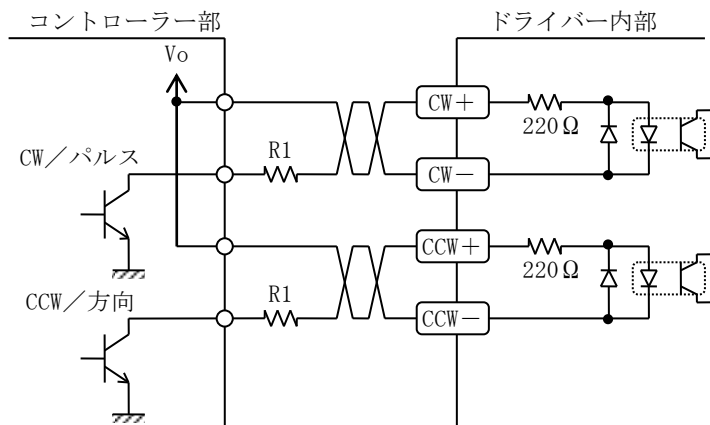 コントローラー部
ドライバー内部
Vo
CW+
220Ω
CW/パルス
R1
CW-
CCW+
220Ω
CCW/方向
R1
CCW-